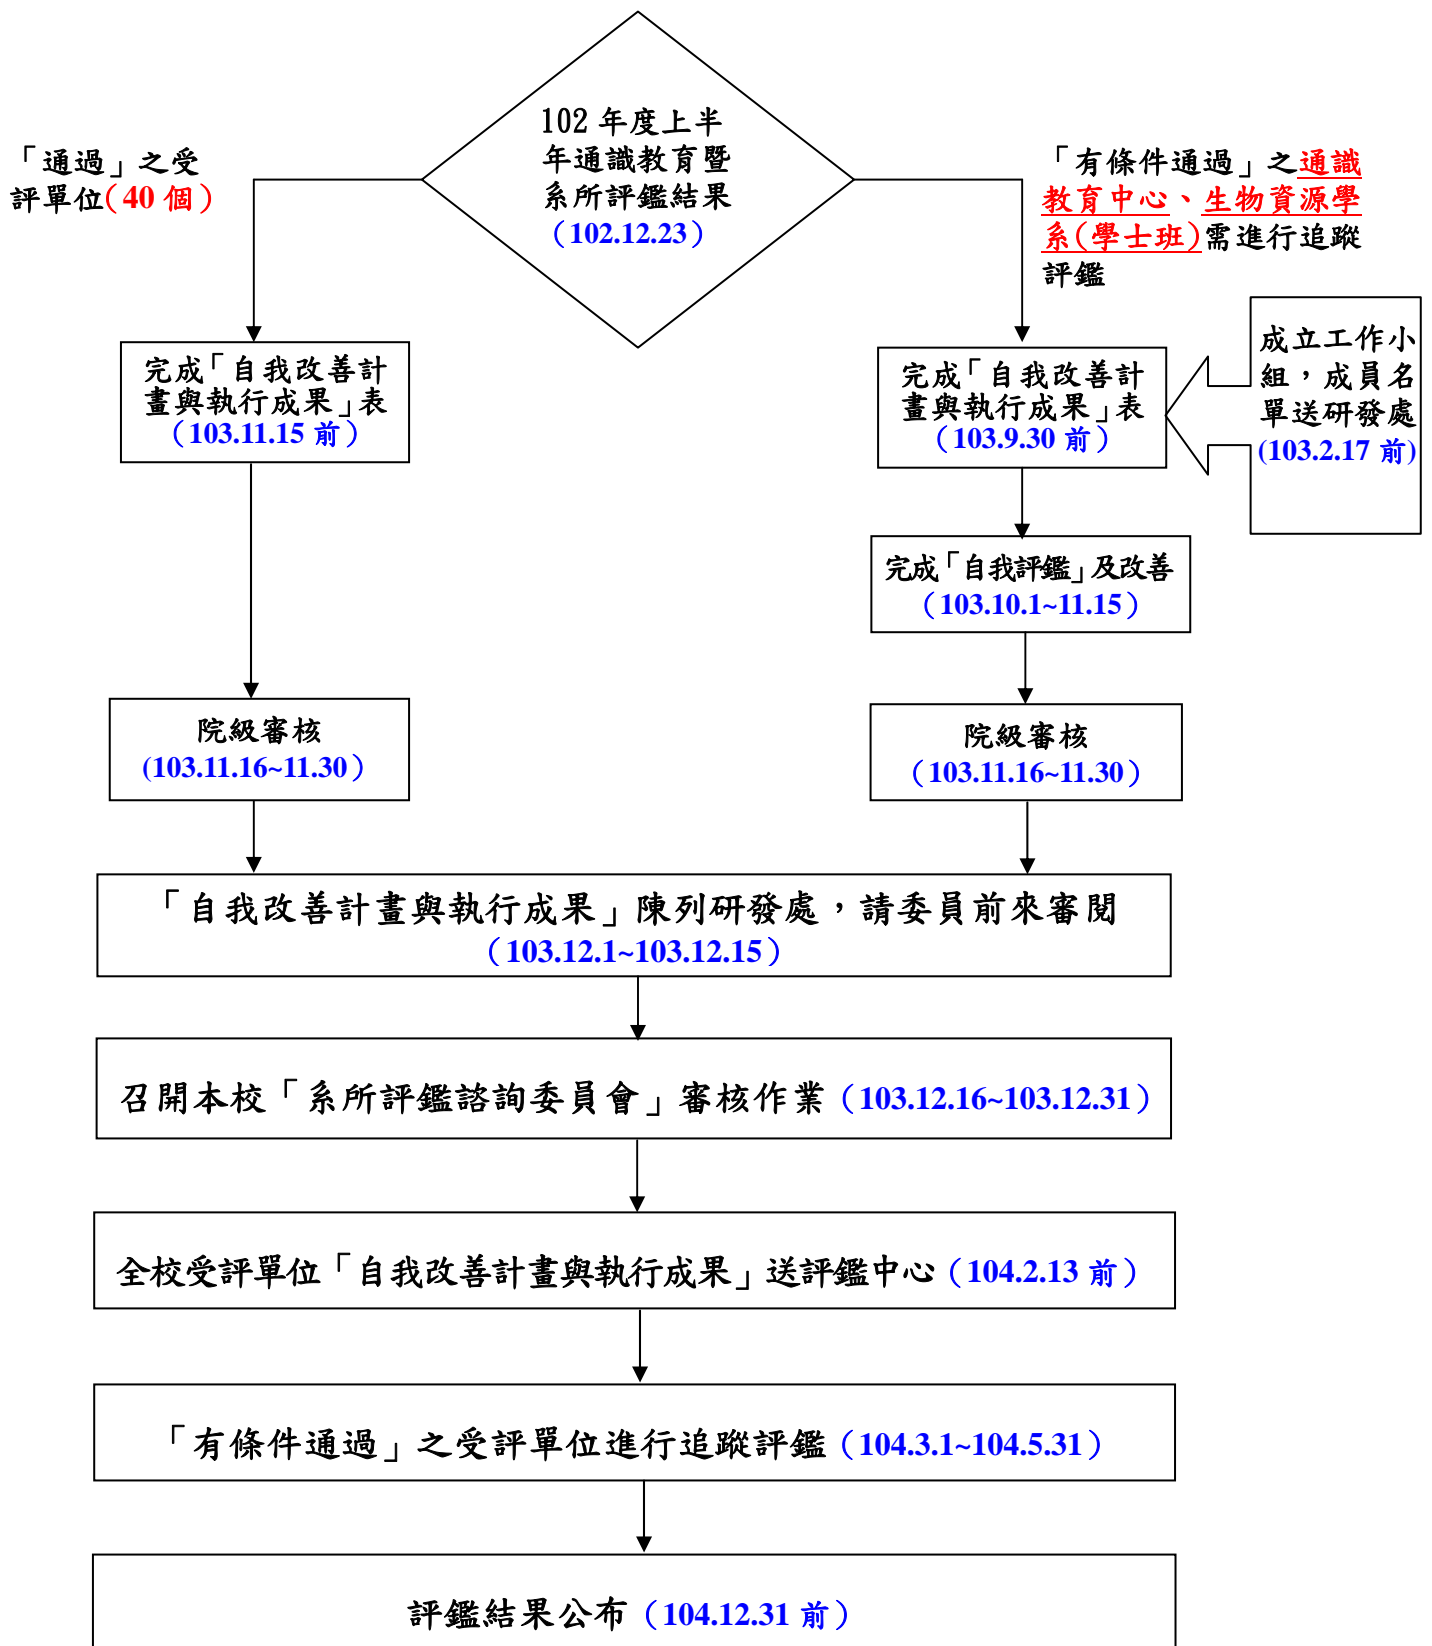 102 年度上半
年通識教育暨
系所評鑑結果
（102.12.23）
「通過」之受
評單位（40 個）
「有條件通過」之通識
教育中心、生物資源學
系(學士班)需進行追蹤
評鑑
完成「自我改善計
畫與執行成果」表
（103.11.15 前）
完成「自我改善計
畫與執行成果」表
（103.9.30 前）
成立工作小
組，成員名
單送研發處
(103.2.17 前)
完成「自我評鑑」及改善
（103.10.1~11.15）
院級審核
(103.11.16~11.30）
院級審核
（103.11.16~11.30）
「自我改善計畫與執行成果」陳列研發處，請委員前來審閱
（103.12.1~103.12.15）
召開本校「系所評鑑諮詢委員會」審核作業（103.12.16~103.12.31）
全校受評單位「自我改善計畫與執行成果」送評鑑中心（104.2.13 前）
「有條件通過」之受評單位進行追蹤評鑑（104.3.1~104.5.31）
評鑑結果公布（104.12.31 前）